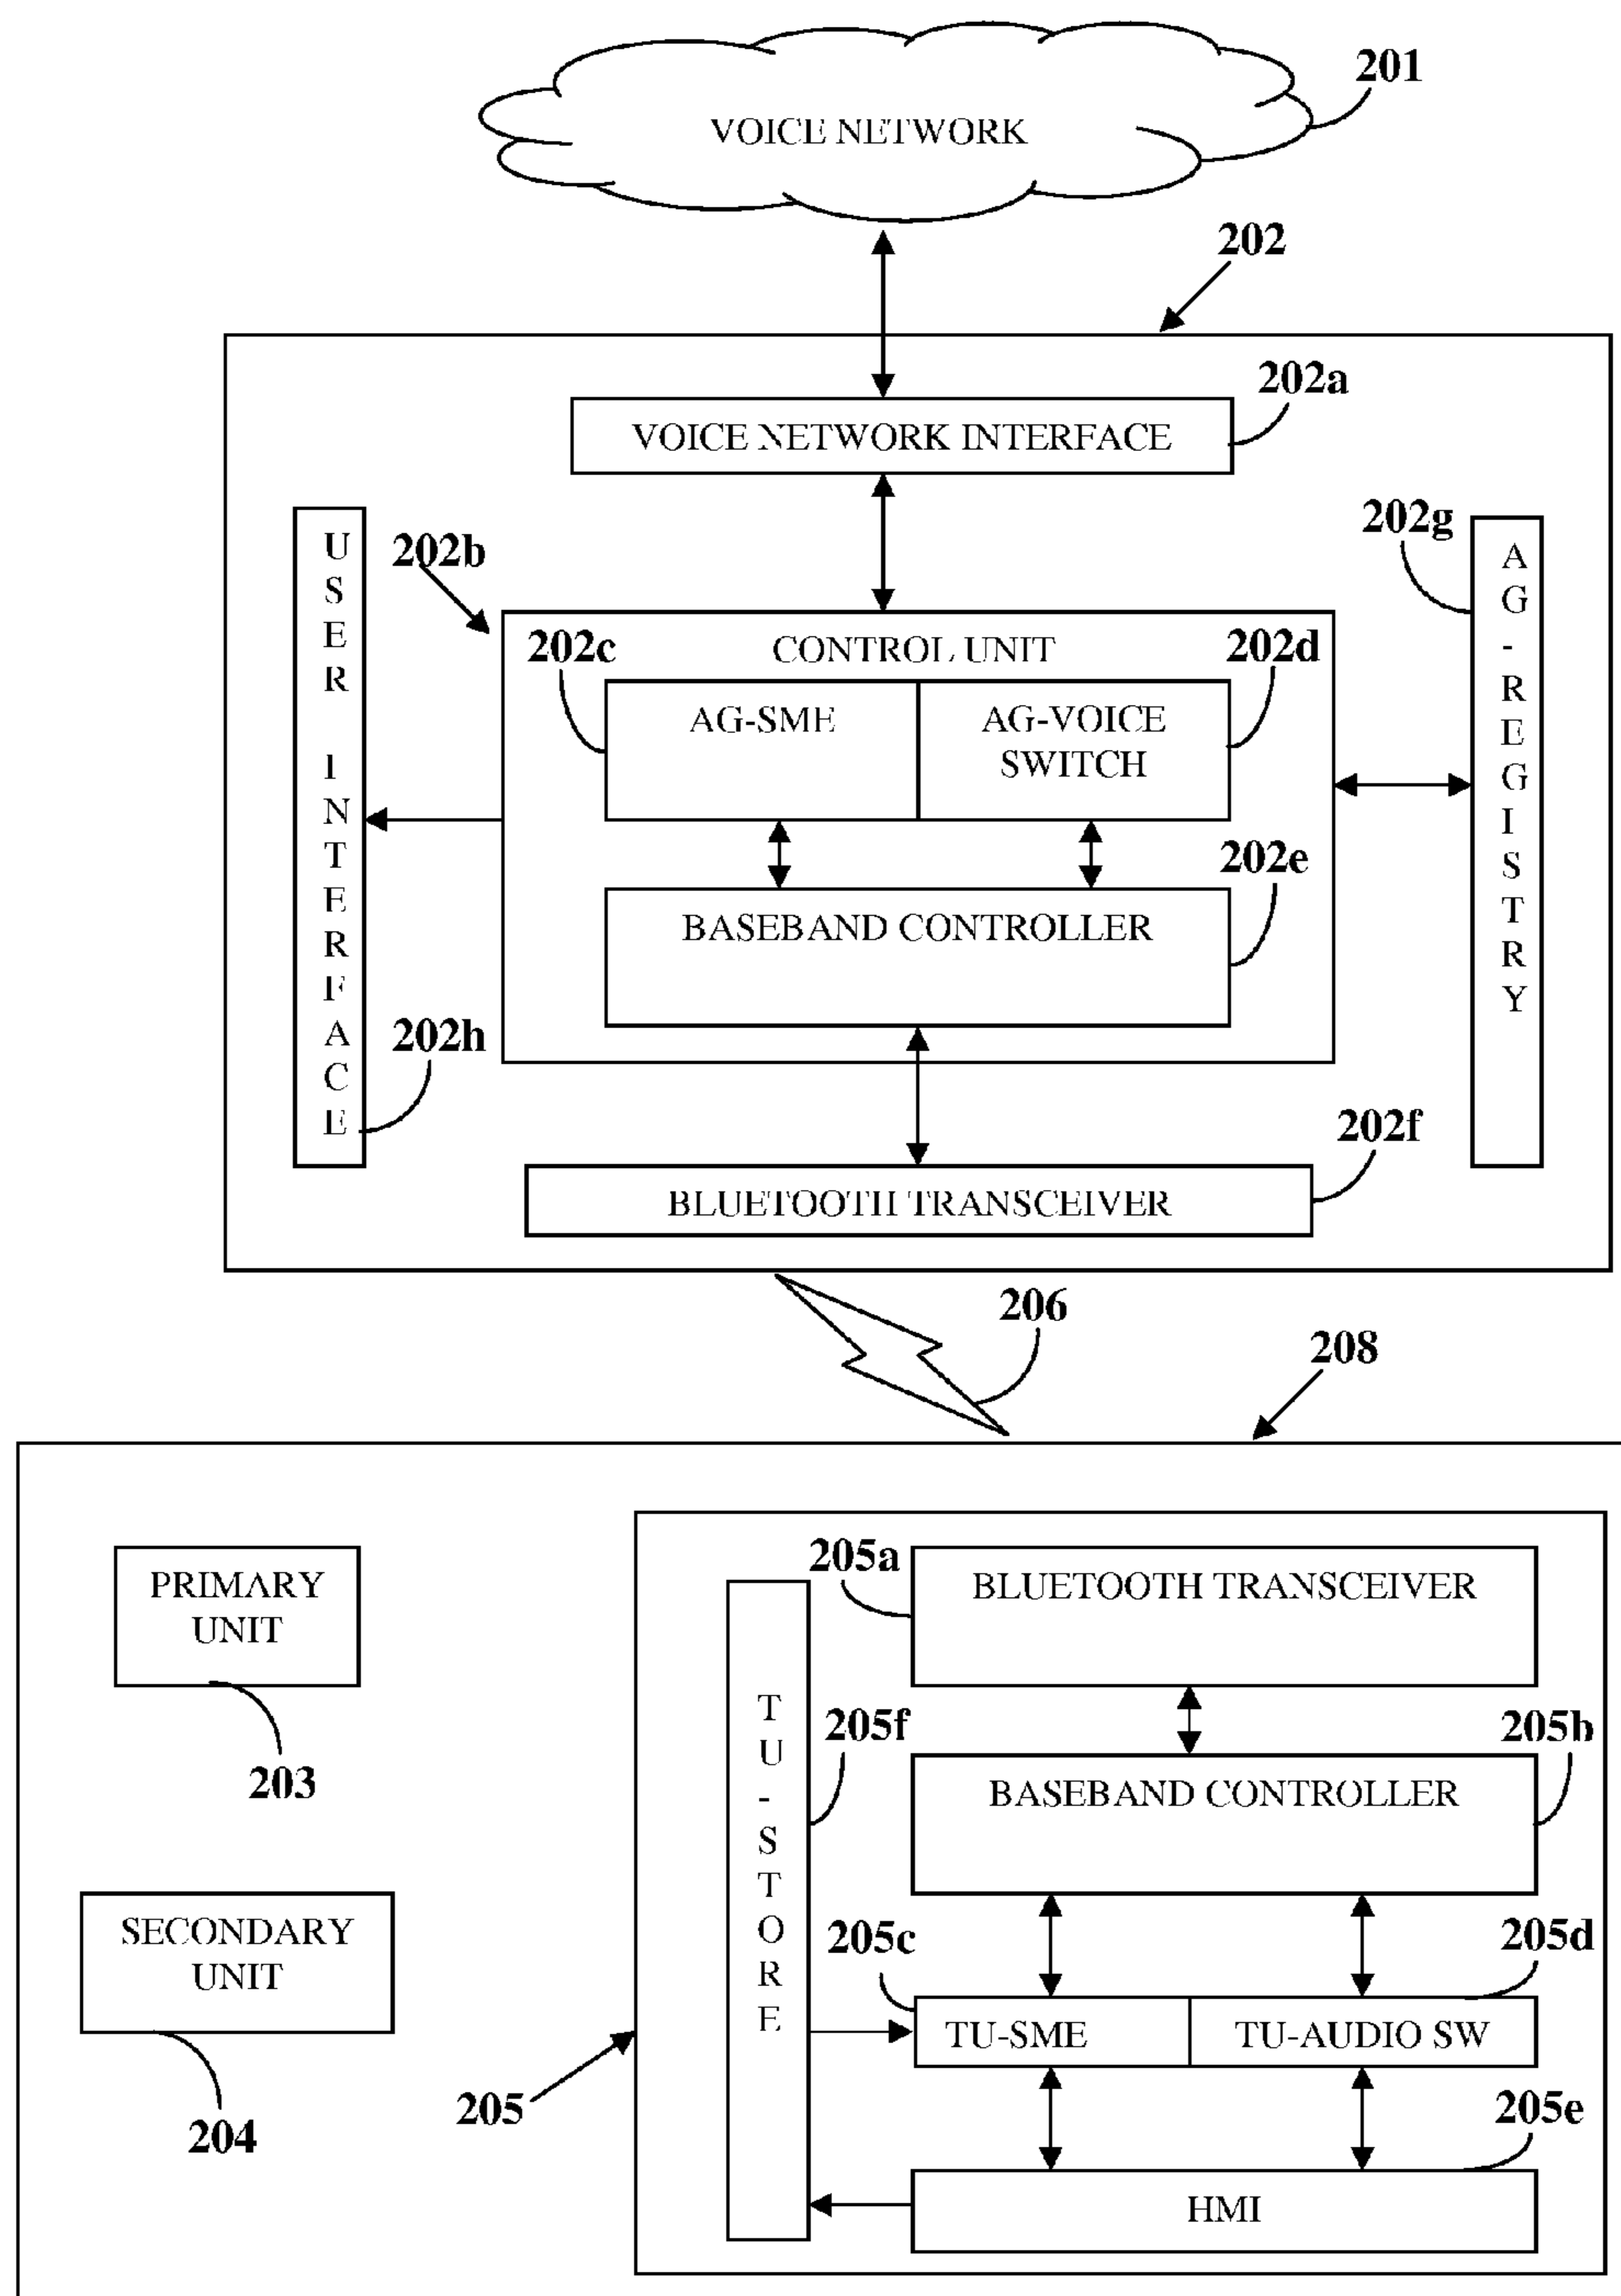 201
VOICE NETWORK
202
202a
VOICE NETWORK INTERFACE
USER INTERFACE
202b
202g
AG-REGISTRY
202c
CONTROL UNIT
202d
AG-SME
AG-VOICE
SWITCH
202e
BASEBAND CONTROLLER
202h
202f
BLUETOOTH TRANSCEIVER
206
208
PRIMARY
UNIT
203
SECONDARY
UNIT
204
205
TU-STORE
205a
BLUETOOTH TRANSCEIVER
205f
205b
BASEBAND CONTROLLER
205c
205d
TU-SME
TU-AUDIO SW
205e
HMI